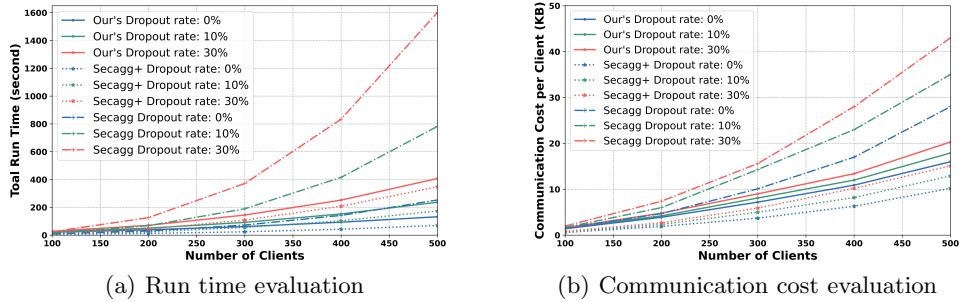 Toal Run Time (second)
1600
1400
1200
1000
800
600
400
200
0
Our's Dropout rate: 0%
Our's Dropout rate: 10%
Our's Dropout rate: 30%
Secagg+ Dropout rate: 0%
Secagg+ Dropout rate: 10%
Secagg+ Dropout rate: 30%
Secagg Dropout rate: 0%
Secagg Dropout rate: 10%
Secagg Dropout rate: 30%
100 150 200 250 300 350 400 450 500
Number of Clients
(a) Run time evaluation
Communication Cost per Client (KB)
50
40
30
20
10
0
Our's Dropout rate: 0%
Our's Dropout rate: 10%
Our's Dropout rate: 30%
Secagg+ Dropout rate: 0%
Secagg+ Dropout rate: 10%
Secagg+ Dropout rate: 30%
Secagg Dropout rate: 0%
Secagg Dropout rate: 10%
Secagg Dropout rate: 30%
100 150 200 250 300 350 400 450 500
Number of Clients
(b) Communication cost evaluation